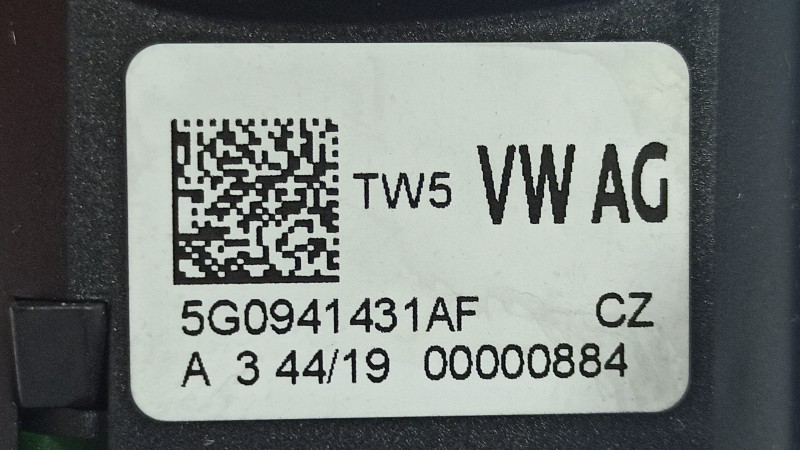 TW5 VW AG
5G0941431AF CZ
A 3 44/19 00000884